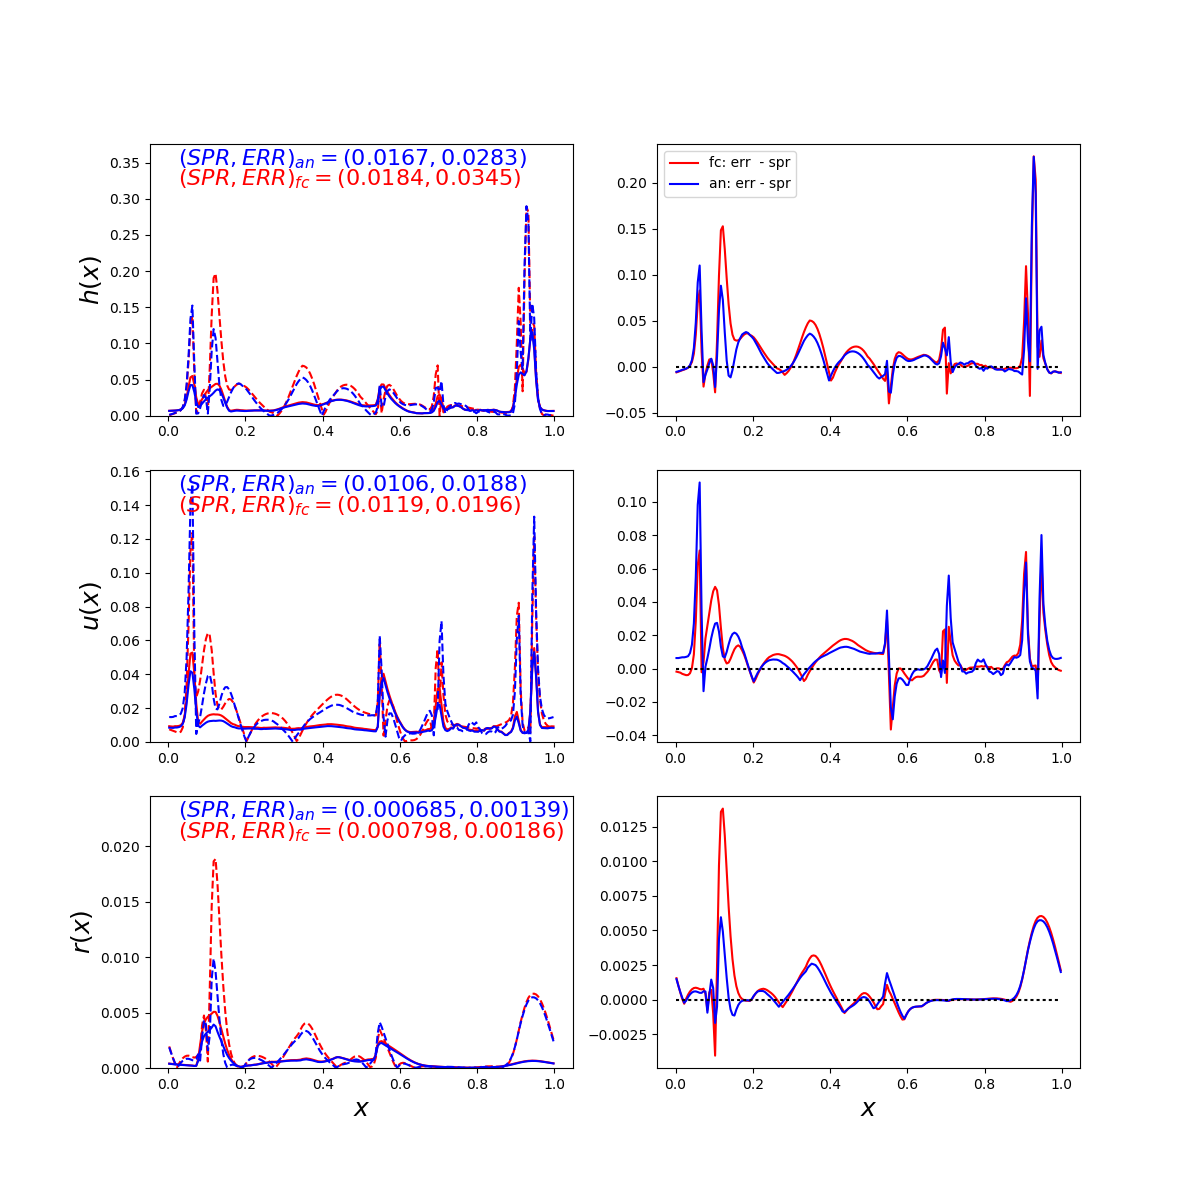 (SPR, ERR)an = (0.0167, 0.0283)
(SPR, ERR)fc = (0.0184, 0.0345)
h(x)
0.35
0.30
0.25
0.20
0.15
0.10
0.05
0.00
0.0 0.2 0.4 0.6 0.8 1.0
fc: err - spr
an: err - spr
0.20
0.15
0.10
0.05
0.00
−0.05
0.0 0.2 0.4 0.6 0.8 1.0
(SPR, ERR)an = (0.0106, 0.0188)
(SPR, ERR)fc = (0.0119, 0.0196)
u(x)
0.16
0.14
0.12
0.10
0.08
0.06
0.04
0.02
0.00
0.0 0.2 0.4 0.6 0.8 1.0
0.10
0.08
0.06
0.04
0.02
0.00
−0.02
−0.04
0.0 0.2 0.4 0.6 0.8 1.0
(SPR, ERR)an = (0.000685, 0.00139)
(SPR, ERR)fc = (0.000798, 0.00186)
r(x)
0.020
0.015
0.010
0.005
0.000
0.0 0.2 0.4 0.6 0.8 1.0
x
0.0125
0.0100
0.0075
0.0050
0.0025
0.0000
−0.0025
0.0 0.2 0.4 0.6 0.8 1.0
x